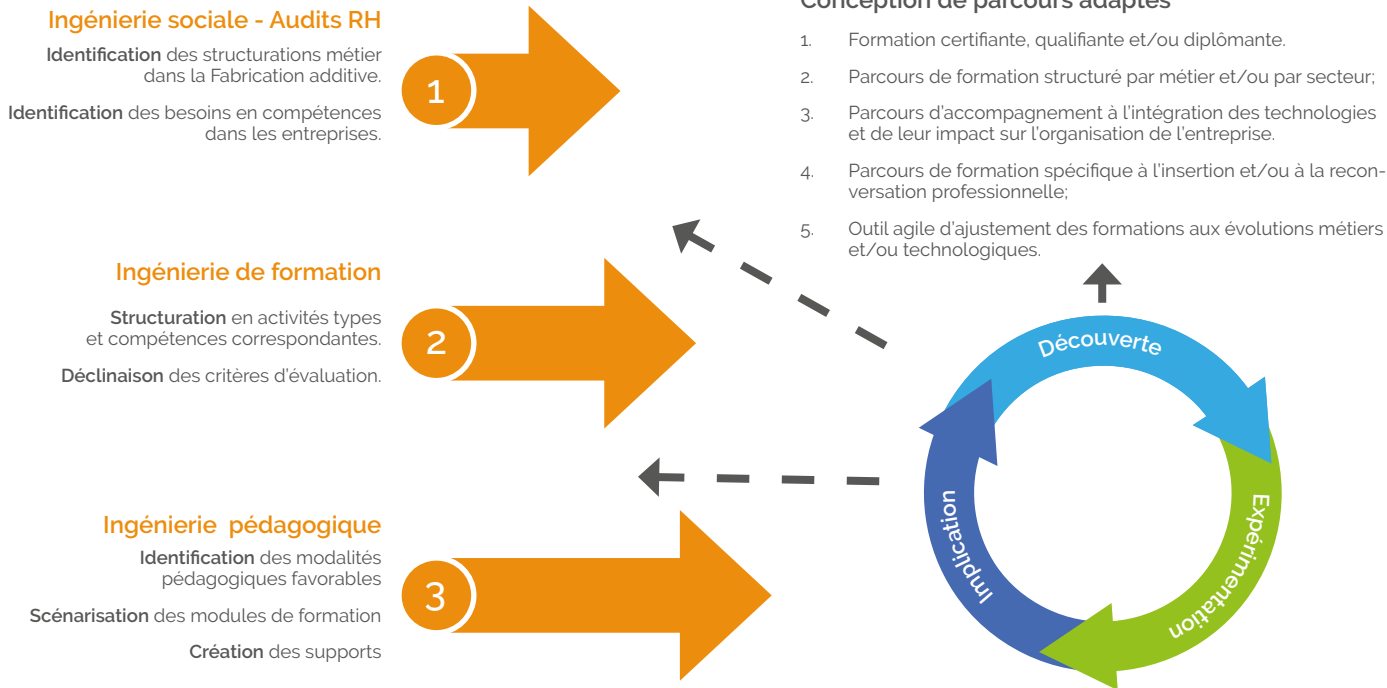 Ingénierie sociale - Audits RH
Identification des structurations métier
dans la Fabrication additive.
Identification des besoins en compétences
dans les entreprises.
1
Ingénierie de formation
Structuration en activités types
et compétences correspondantes.
Déclinaison des critères d'évaluation.
2
Ingénierie pédagogique
Identification des modalités
pédagogiques favorables
Scénarisation des modules de formation
Création des supports
3
Conception de parcours adaptés
1. Formation certifiante, qualifiante et/ou diplômante.
2. Parcours de formation structuré par métier et/ou par secteur;
3. Parcours d'accompagnement à l'intégration des technologies
et de leur impact sur l'organisation de l'entreprise.
4. Parcours de formation spécifique à l'insertion et/ou à la recon-
versation professionnelle;
5. Outil agile d'ajustement des formations aux évolutions métiers
et/ou technologiques.
Découverte
Expérimentation
Implication